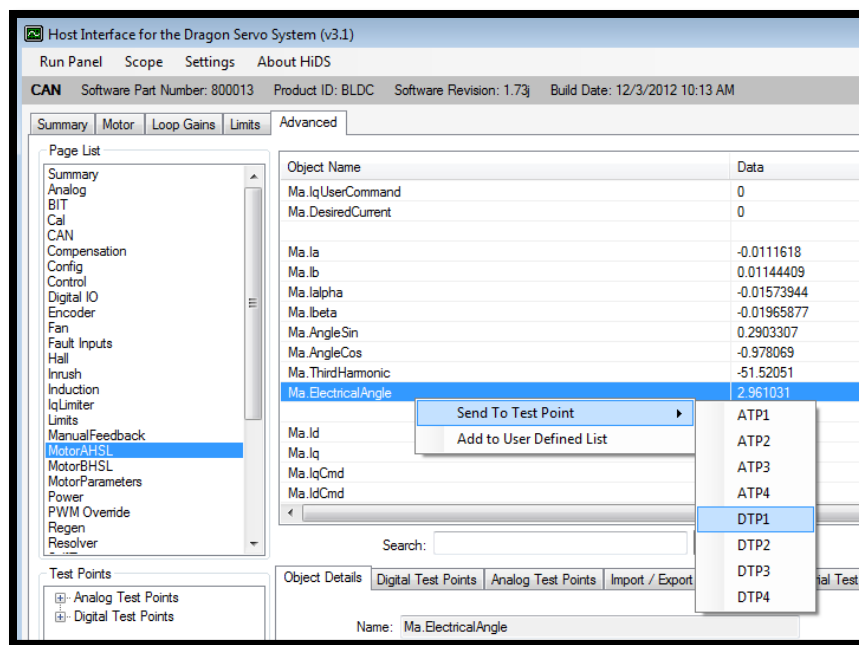 Host Interface for the Dragon Servo System (v3.1)
Run Panel Scope Settings About HiDS
CAN Software Part Number: 800013 Product ID: BLDC Software Revision: 1.73j Build Date: 12/3/2012 10:13 AM
Summary Motor Loop Gains Limits Advanced
Page List
Summary
Analog
BIT
Cal
CAN
Compensation
Config
Control
Digital IO
Encoder
Fan
Fault Inputs
Hall
Inrush
Induction
IqLimiter
Limits
ManualFeedback
MotorAHSL
MotorBHSL
MotorParameters
Power
PWM Override
Regen
Resolver
Object Name Data
Ma.IqUserCommand 0
Ma.DesiredCurrent 0
Ma.Ia -0.0111618
Ma.Ib 0.01144409
Ma.Ialpha -0.01573944
Ma.Ibeta -0.01965877
Ma.AngleSin 0.2903307
Ma.AngleCos -0.978069
Ma.ThirdHarmonic -51.52051
Ma.ElectricalAngle 2.961031
Ma.Id
Ma.Iq
Ma.IqCmd
Ma.IdCmd
Send To Test Point
Add to User Defined List
ATP1
ATP2
ATP3
ATP4
DTP1
DTP2
DTP3
DTP4
Search:
Test Points
Analog Test Points
Digital Test Points
Object Details Digital Test Points Analog Test Points Import / Export Test
Name: Ma.ElectricalAngle